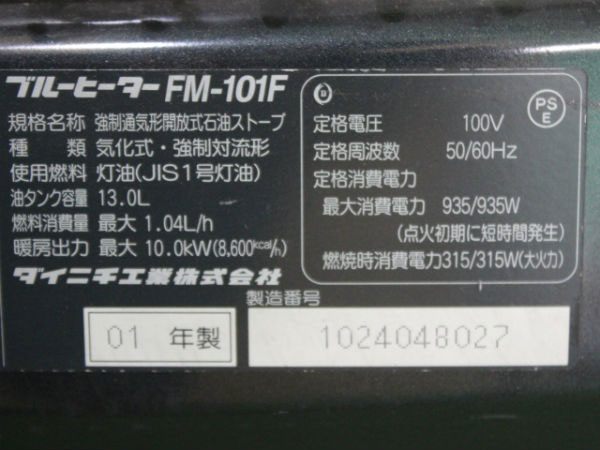 ブルーヒーター FM-101F
規格名称 強制通気形開放式石油ストーブ
種 類 気化式・強制対流形
使用燃料 灯油(JIS1号灯油)
油タンク容量 13.0L
燃料消費量 最大 1.04L/h
暖房出力 最大 10.0kW(8,600kcal/h)
ダイニチ工業株式会社
PS
E
定格電圧 100V
定格周波数 50/60Hz
定格消費電力
最大消費電力 935/935W
(点火初期に短時間発生)
燃焼時消費電力315/315W(大火力)
製造番号
01 年製
1024048027